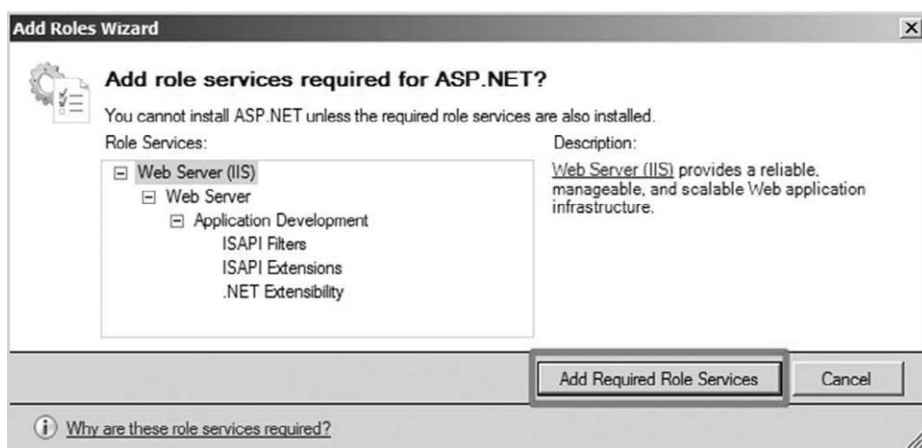 Add Roles Wizard
Add role services required for ASP.NET?
You cannot install ASP.NET unless the required role services are also installed.
Role Services:
Web Server (IIS)
Web Server
Application Development
ISAPI Filters
ISAPI Extensions
.NET Extensibility
Description:
Web Server (IIS) provides a reliable,
manageable, and scalable Web application
infrastructure.
Add Required Role Services
Cancel
Why are these role services required?